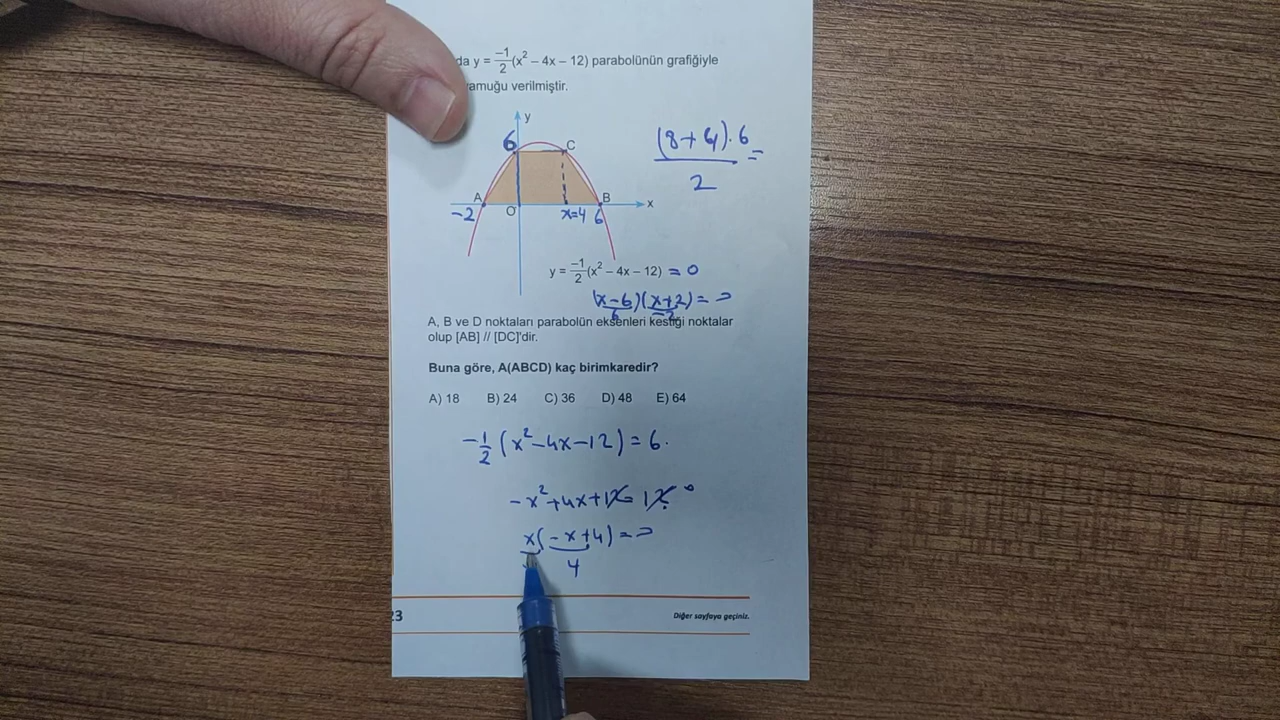 da y = -1/2 (x² – 4x – 12) parabolünün grafiğiyle
amuğu verilmiştir.
y
6
C
(8+4)·6 / 2 =
A
B
-2
O
x=4
6
x
y = -1/2 (x² – 4x – 12) = 0
(x-6)(x+2) = 0
6 -2
A, B ve D noktaları parabolün eksenleri kestiği noktalar
olup [AB] // [DC]'dir.
Buna göre, A(ABCD) kaç birimkaredir?
A) 18 B) 24 C) 36 D) 48 E) 64
-1/2 (x²-4x-12) = 6.
-x²+4x+12 = 12 0
x(-x+4) = 0
4
23
Diğer sayfaya geçiniz.